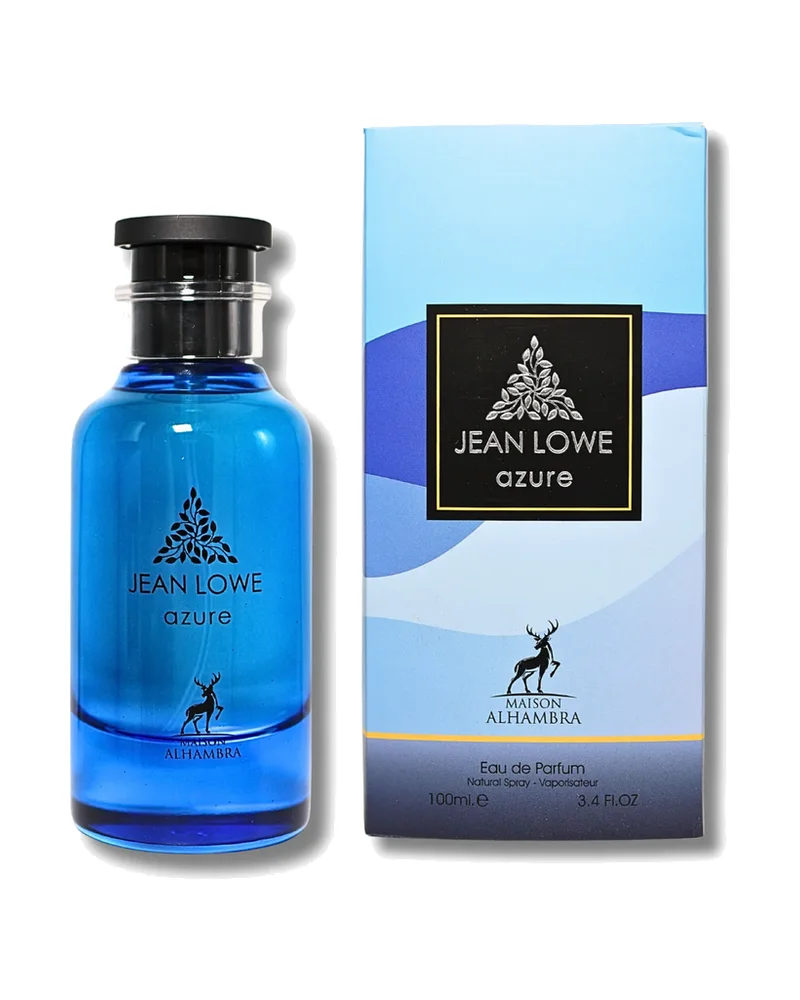 JEAN LOWE
azure
MAISON
ALHAMBRA
JEAN LOWE
azure
MAISON
ALHAMBRA
Eau de Parfum
Natural Spray - Vaporisateur
100ml.e 3.4 Fl.OZ